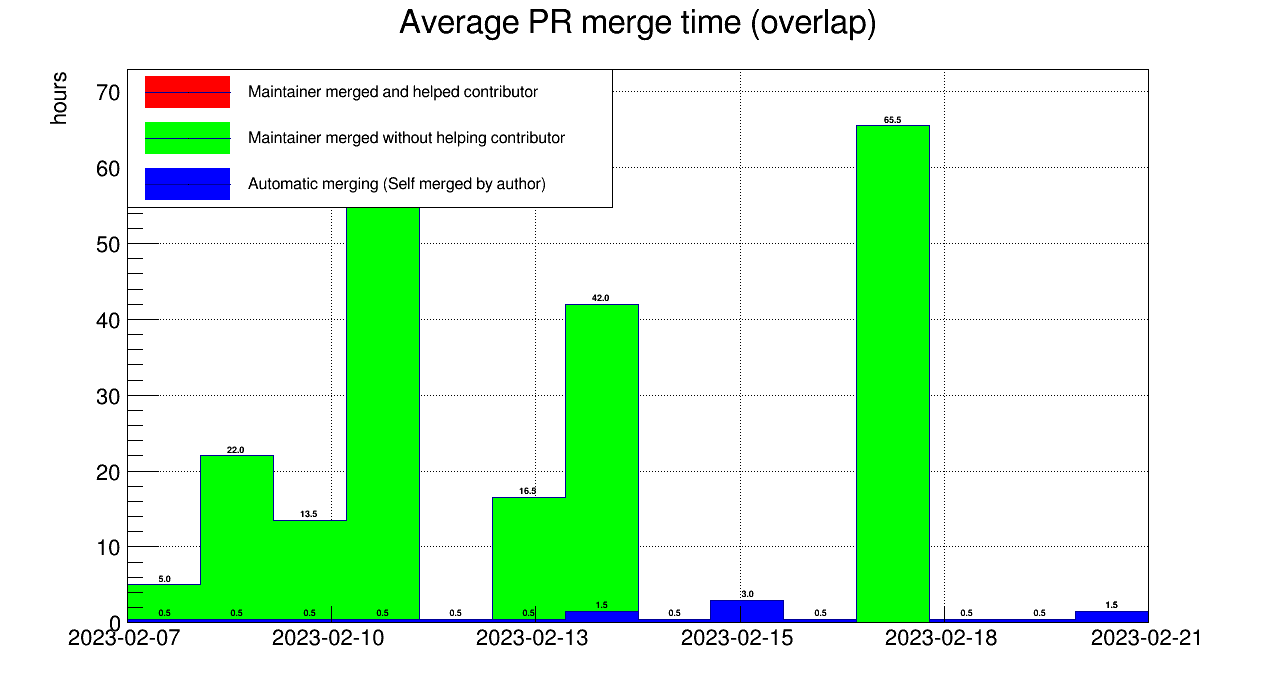 Average PR merge time (overlap)
hours
Maintainer merged and helped contributor
Maintainer merged without helping contributor
Automatic merging (Self merged by author)
70
60
50
40
30
20
10
0
65.5
42.0
22.0
16.5
13.5
5.0
3.0
0.5 0.5 0.5 0.5 0.5 0.5 1.5 0.5 0.5 0.5 0.5 1.5
2023-02-07 2023-02-10 2023-02-13 2023-02-15 2023-02-18 2023-02-21